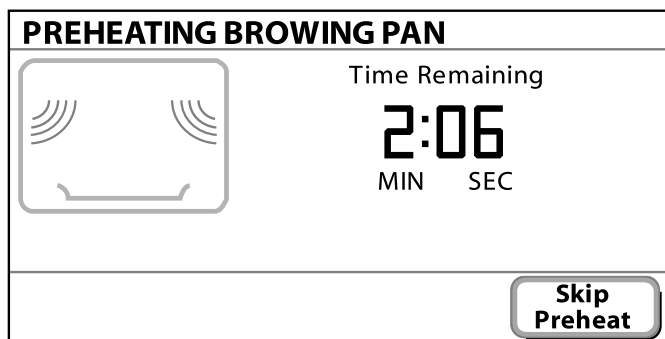 PREHEATING BROWING PAN
Time Remaining
2:06
MIN SEC
Skip
Preheat